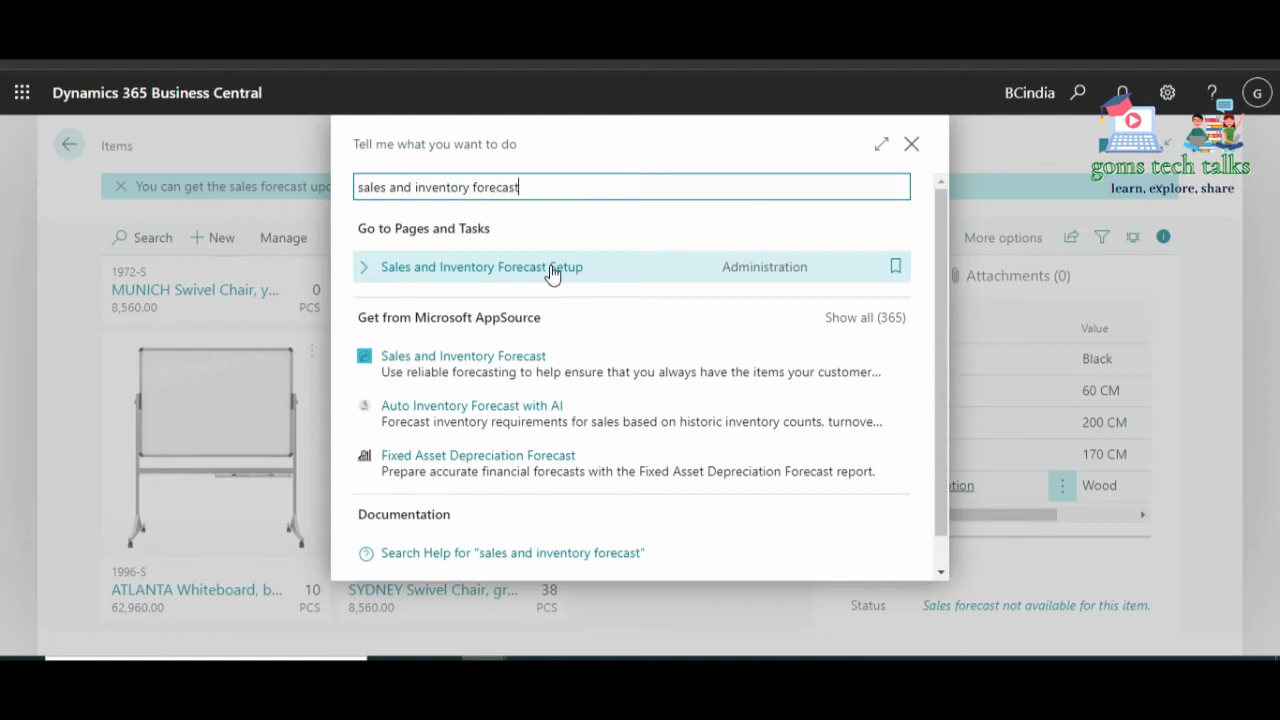 Dynamics 365 Business Central
BCindia
G
goms tech talks
learn, explore, share
Items
You can get the sales forecast upd
Search
New
Manage
More options
Tell me what you want to do
sales and inventory forecast
Go to Pages and Tasks
Sales and Inventory Forecast Setup
Administration
Get from Microsoft AppSource
Show all (365)
Sales and Inventory Forecast
Use reliable forecasting to help ensure that you always have the items your customer...
Auto Inventory Forecast with AI
Forecast inventory requirements for sales based on historic inventory counts, turnove...
Fixed Asset Depreciation Forecast
Prepare accurate financial forecasts with the Fixed Asset Depreciation Forecast report.
Documentation
Search Help for "sales and inventory forecast"
1972-S
MUNICH Swivel Chair, y... 0
8,560.00 PCS
1996-S
ATLANTA Whiteboard, b... 10
62,960.00 PCS
SYDNEY Swivel Chair, gr... 38
8,560.00 PCS
Attachments (0)
Value
Black
60 CM
200 CM
170 CM
ption Wood
Status Sales forecast not available for this item.